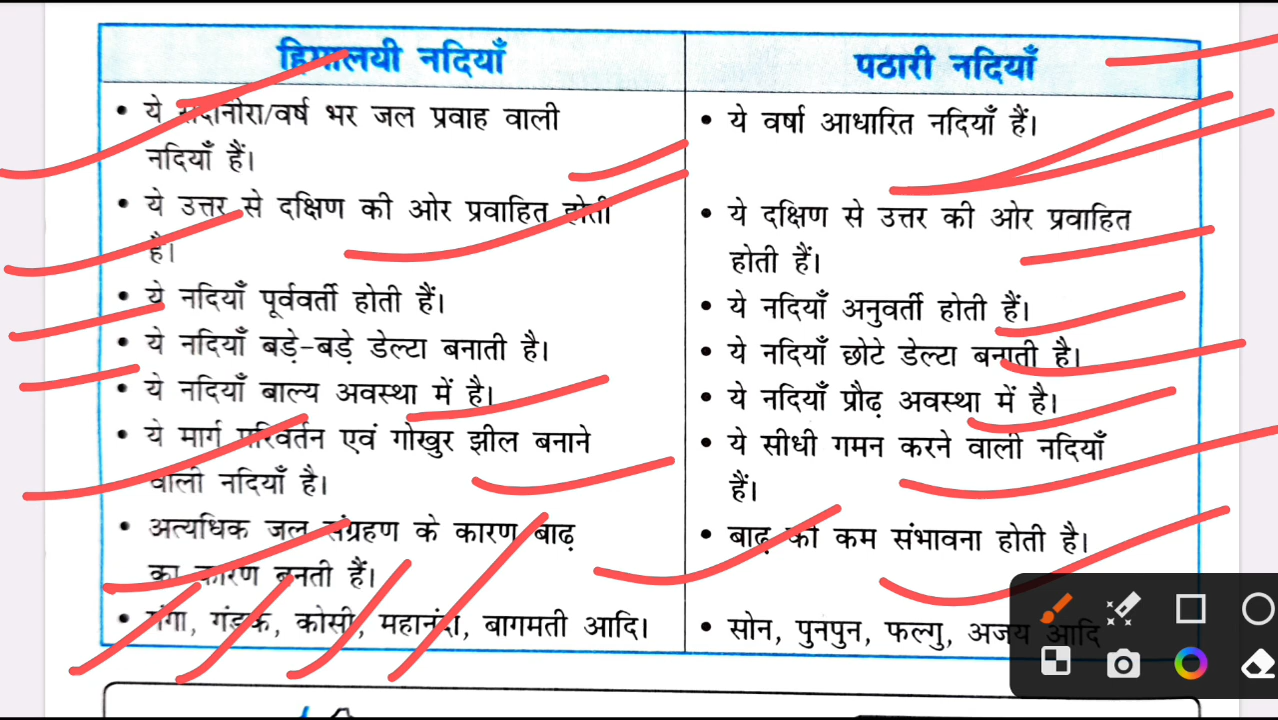 हिमालयी नदियाँ
पठारी नदियाँ
• ये सदानीरा/वर्ष भर जल प्रवाह वाली
नदियाँ हैं।
• ये उत्तर से दक्षिण की ओर प्रवाहित होती
है।
• ये नदियाँ पूर्ववर्ती होती हैं।
• ये नदियाँ बड़े-बड़े डेल्टा बनाती है।
• ये नदियाँ बाल्य अवस्था में है।
• ये मार्ग परिवर्तन एवं गोखुर झील बनाने
वाली नदियाँ है।
• अत्यधिक जल संग्रहण के कारण बाढ़
का कारण बनती हैं।
• गंगा, गंडक, कोसी, महानंदा, बागमती आदि।
• ये वर्षा आधारित नदियाँ हैं।
• ये दक्षिण से उत्तर की ओर प्रवाहित
होती हैं।
• ये नदियाँ अनुवर्ती होती हैं।
• ये नदियाँ छोटे डेल्टा बनाती है।
• ये नदियाँ प्रौढ़ अवस्था में है।
• ये सीधी गमन करने वाली नदियाँ
हैं।
• बाढ़ की कम संभावना होती है।
• सोन, पुनपुन, फल्गु, अजय आदि